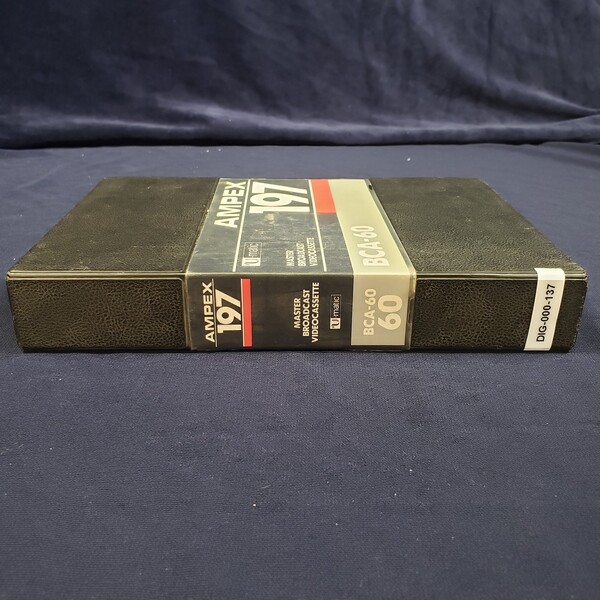 AMPEX
197
U matic
MASTER
BROADCAST
VIDEOCASSETTE
BCA-60
AMPEX
197
MASTER
BROADCAST
VIDEOCASSETTE
U matic
BCA-60
60
DIG-000-137